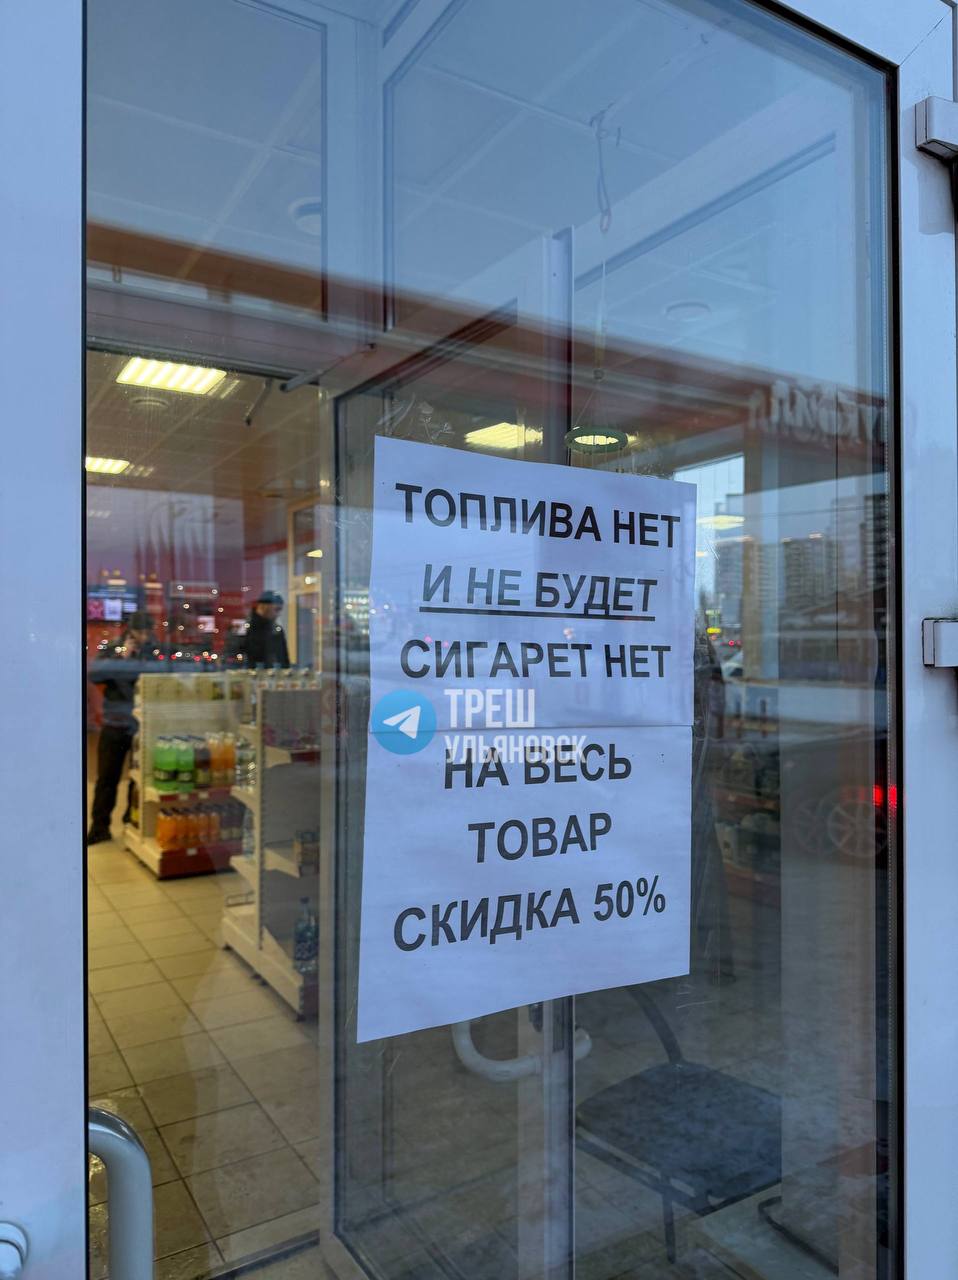 ТОПЛИВА НЕТ
И НЕ БУДЕТ
СИГАРЕТ НЕТ
ТРЕШ
УЛЬЯНОВСК
НА ВЕСЬ
ТОВАР
СКИДКА 50%